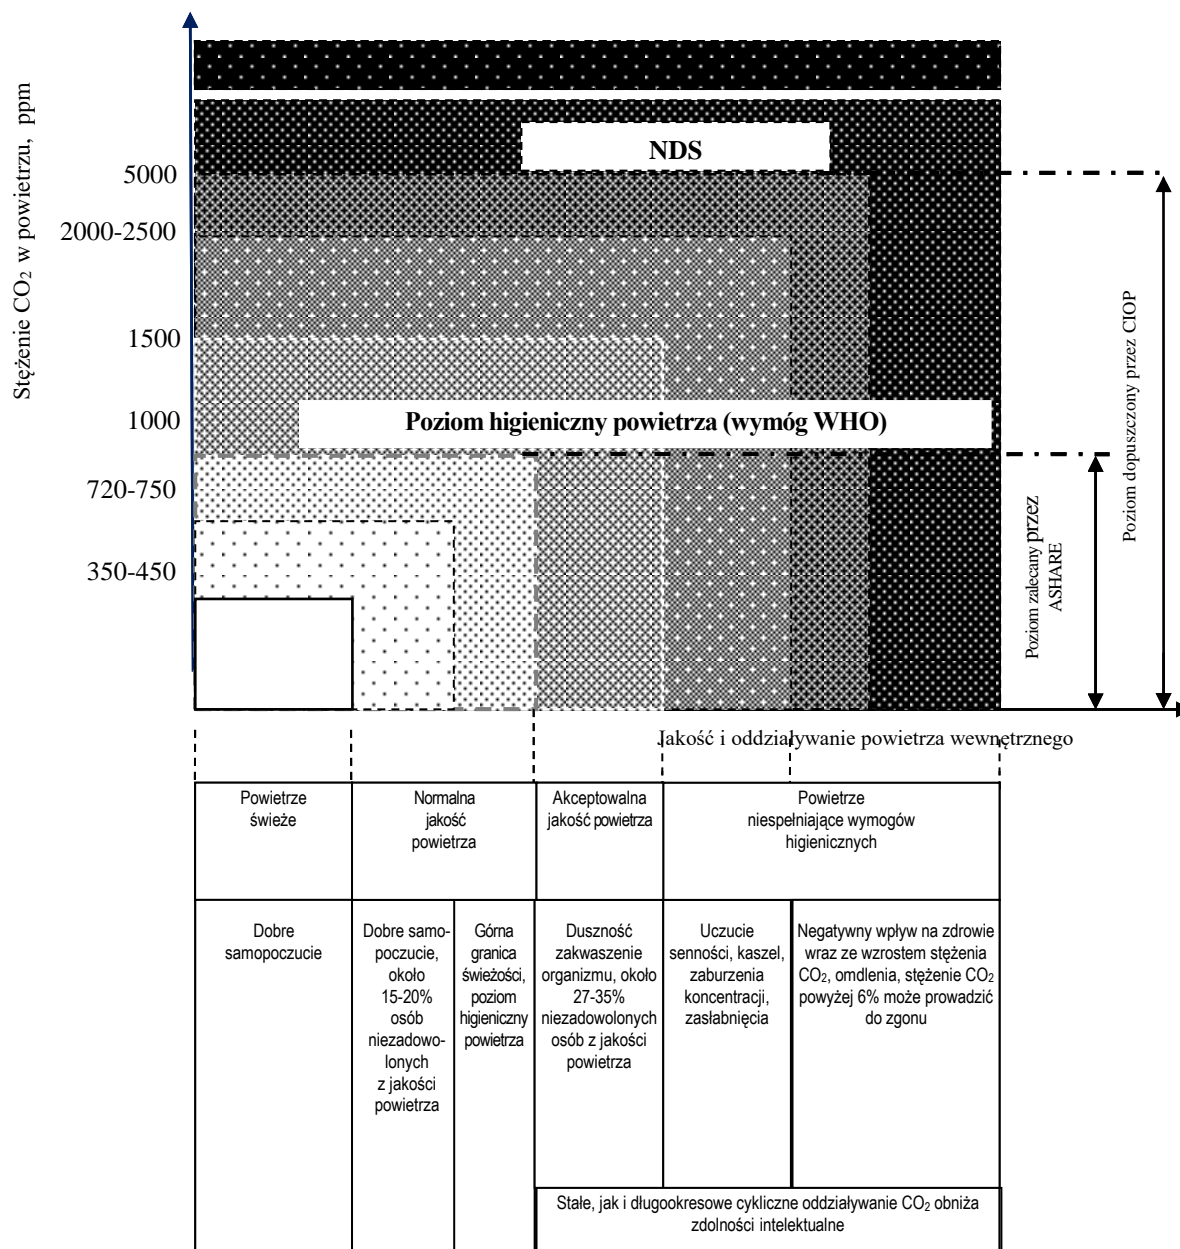 Stężenie CO2 w powietrzu, ppm
NDS
5000
2000-2500
1500
1000
720-750
350-450
Poziom higieniczny powietrza (wymóg WHO)
Poziom dopuszczony przez CIOP
Poziom zalecany przez
ASHARE
Jakość i oddziaływanie powietrza wewnętrznego
Powietrze
świeże
Normalna
jakość
powietrza
Akceptowalna
jakość powietrza
Powietrze
niespełniające wymogów
higienicznych
Dobre
samopoczucie
Dobre samo-
poczucie,
około
15-20%
osób
niezadowo-
lonych
z jakości
powietrza
Górna
granica
świeżości,
poziom
higieniczny
powietrza
Duszność
zakwaszenie
organizmu, około
27-35%
niezadowolonych
osób z jakości
powietrza
Uczucie
senności, kaszel,
zaburzenia
koncentracji,
zasłabnięcia
Negatywny wpływ na zdrowie
wraz ze wzrostem stężenia
CO2, omdlenia, stężenie CO2
powyżej 6% może prowadzić
do zgonu
Stałe, jak i długookresowe cykliczne oddziaływanie CO2 obniża
zdolności intelektualne